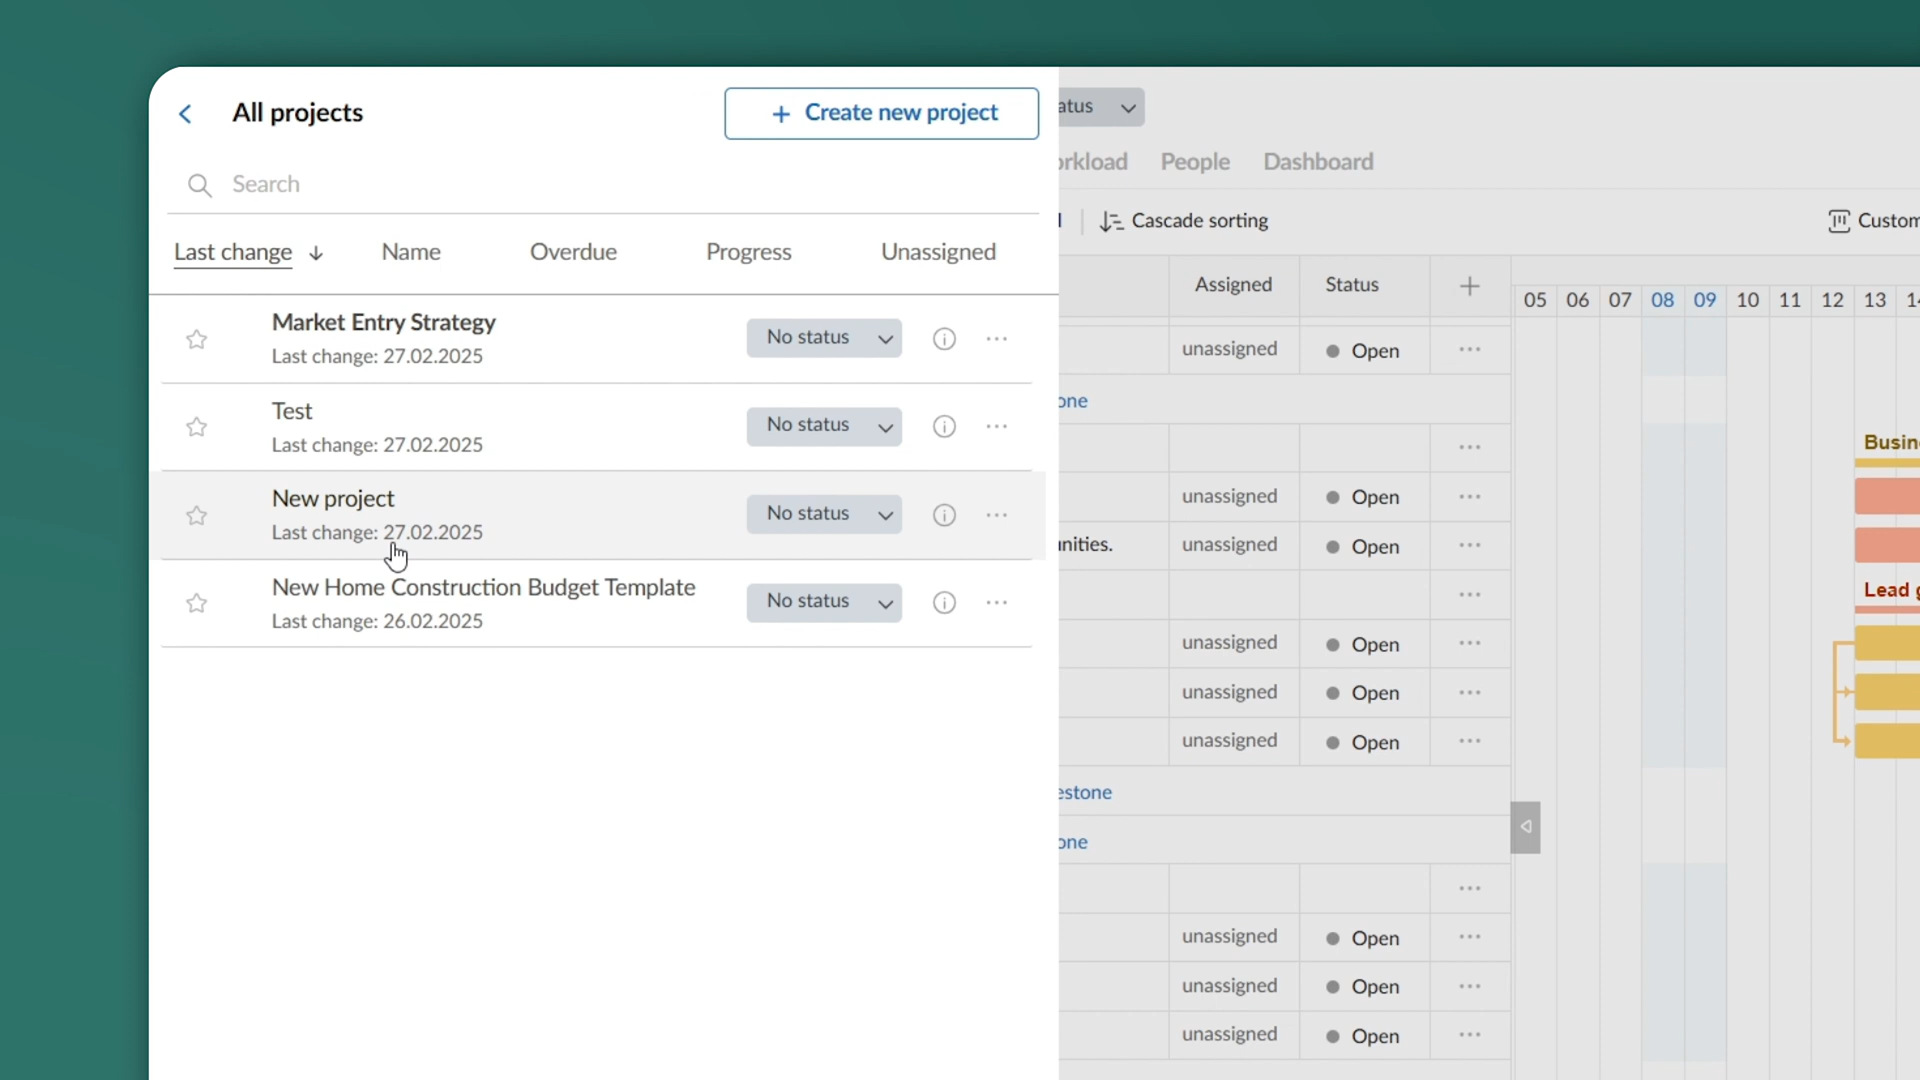 All projects
+ Create new project
Search
Last change
Name
Overdue
Progress
Unassigned
Market Entry Strategy
Last change: 27.02.2025
No status
Test
Last change: 27.02.2025
No status
New project
Last change: 27.02.2025
No status
New Home Construction Budget Template
Last change: 26.02.2025
No status
atus
orkload
People
Dashboard
Cascade sorting
Custom
Assigned
Status
05 06 07 08 09 10 11 12 13 14
unassigned
Open
one
unassigned
Open
nities.
unassigned
Open
unassigned
Open
unassigned
Open
unassigned
Open
estone
one
unassigned
Open
unassigned
Open
unassigned
Open
Busin
Lead g